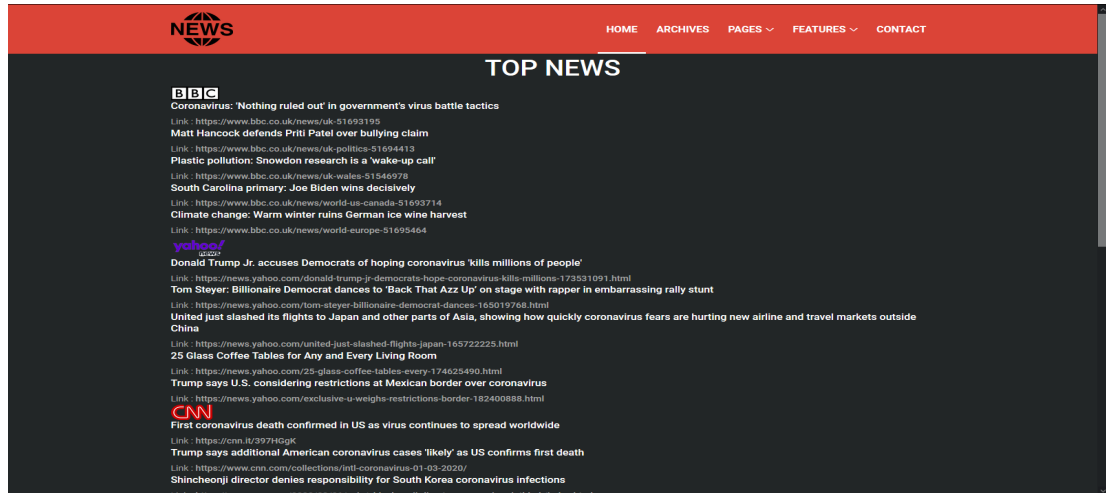 NEWS
HOME ARCHIVES PAGES FEATURES CONTACT
TOP NEWS
BBC
Coronavirus: 'Nothing ruled out' in government's virus battle tactics
Link : https://www.bbc.co.uk/news/uk-51693195
Matt Hancock defends Priti Patel over bullying claim
Link : https://www.bbc.co.uk/news/uk-politics-51694413
Plastic pollution: Snowdon research is a 'wake-up call'
Link : https://www.bbc.co.uk/news/uk-wales-51546978
South Carolina primary: Joe Biden wins decisively
Link : https://www.bbc.co.uk/news/world-us-canada-51693714
Climate change: Warm winter ruins German ice wine harvest
Link : https://www.bbc.co.uk/news/world-europe-51695464
yahoo!
news
Donald Trump Jr. accuses Democrats of hoping coronavirus 'kills millions of people'
Link : https://news.yahoo.com/donald-trump-jr-democrats-hope-coronavirus-kills-millions-173531091.html
Tom Steyer: Billionaire Democrat dances to ‘Back That Azz Up’ on stage with rapper in embarrassing rally stunt
Link : https://news.yahoo.com/tom-steyer-billionaire-democrat-dances-165019768.html
United just slashed its flights to Japan and other parts of Asia, showing how quickly coronavirus fears are hurting new airline and travel markets outside
China
Link : https://news.yahoo.com/united-just-slashed-flights-japan-165722225.html
25 Glass Coffee Tables for Any and Every Living Room
Link : https://news.yahoo.com/25-glass-coffee-tables-every-174625490.html
Trump says U.S. considering restrictions at Mexican border over coronavirus
Link : https://news.yahoo.com/exclusive-u-weighs-restrictions-border-182400888.html
CNN
First coronavirus death confirmed in US as virus continues to spread worldwide
Link : https://cnn.it/397HGgK
Trump says additional American coronavirus cases 'likely' as US confirms first death
Link : https://www.cnn.com/collections/intl-coronavirus-01-03-2020/
Shincheonji director denies responsibility for South Korea coronavirus infections